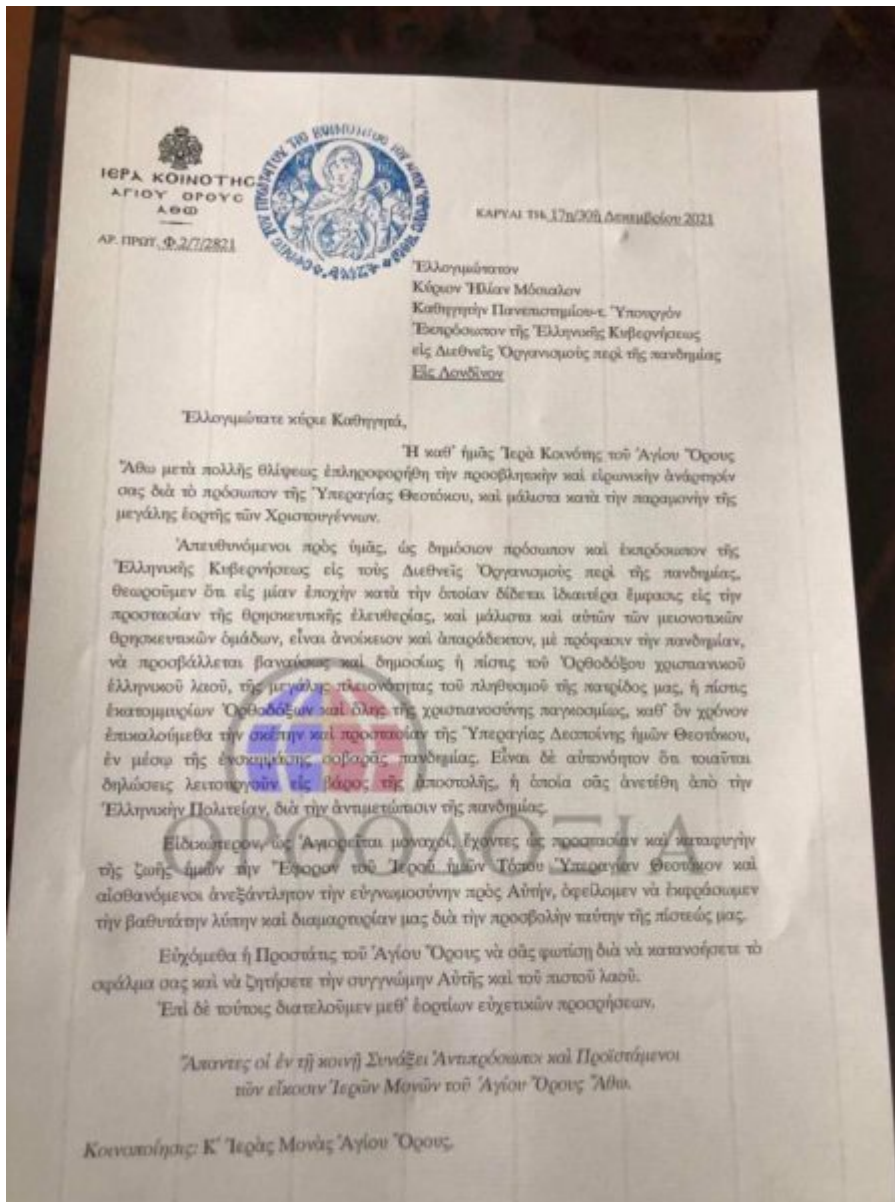 ΙΕΡΑ ΚΟΙΝΟΤΗС
ΑΓΙΟΥ ΟΡΟΥС
ΑΘΩ
ΑΡ. ΠΡΩΤ. Φ.2/7/2821
ΚΑΡΥΑΙ ΤΗι 17η/30ῇ Δεκεμβρίου 2021
Ἐλλογιμώτατον
Κύριον Ἠλίαν Μόσιαλον
Καθηγητὴν Πανεπιστημίου-τ. Ὑπουργόν
Ἐκπρόσωπον τῆς Ἑλληνικῆς Κυβερνήσεως
εἰς Διεθνεῖς Ὀργανισμοὺς περὶ τῆς πανδημίας
Εἰς Λονδῖνον
Ἐλλογιμώτατε κύριε Καθηγητά,
Ἡ καθ' ἡμᾶς Ἱερὰ Κοινότης τοῦ Ἁγίου Ὄρους
Ἄθω μετὰ πολλῆς θλίψεως ἐπληροφορήθη τὴν προσβλητικὴν καὶ εἰρωνικὴν ἀνάρτησίν
σας διὰ τὸ πρόσωπον τῆς Ὑπεραγίας Θεοτόκου, καὶ μάλιστα κατὰ τὴν παραμονὴν τῆς
μεγάλης ἑορτῆς τῶν Χριστουγέννων.
Ἀπευθυνόμενοι πρὸς ὑμᾶς, ὡς δημόσιον πρόσωπον καὶ ἐκπρόσωπον τῆς
Ἑλληνικῆς Κυβερνήσεως εἰς τοὺς Διεθνεῖς Ὀργανισμοὺς περὶ τῆς πανδημίας,
θεωροῦμεν ὅτι εἰς μίαν ἐποχὴν κατὰ τὴν ὁποίαν δίδεται ἰδιαιτέρα ἔμφασις εἰς τὴν
προστασίαν τῆς θρησκευτικῆς ἐλευθερίας, καὶ μάλιστα καὶ αὐτῶν τῶν μειονοτικῶν
θρησκευτικῶν ὁμάδων, εἶναι ἀνοίκειον καὶ ἀπαράδεκτον, μὲ πρόφασιν τὴν πανδημίαν,
νὰ προσβάλλεται βαναύσως καὶ δημοσίως ἡ πίστις τοῦ Ὀρθοδόξου χριστιανικοῦ
ἑλληνικοῦ λαοῦ, τῆς μεγάλης πλειονότητας τοῦ πληθυσμοῦ τῆς πατρίδος μας, ἡ πίστις
ἑκατομμυρίων Ὀρθοδόξων καὶ ὅλης τῆς χριστιανοσύνης παγκοσμίως, καθ' ὃν χρόνον
ἐπικαλούμεθα τὴν σκέπην καὶ προστασίαν τῆς Ὑπεραγίας Δεσποίνης ἡμῶν Θεοτόκου,
ἐν μέσῳ τῆς ἐνσκηψάσης σοβαρᾶς πανδημίας. Εἶναι δὲ αὐτονόητον ὅτι τοιαῦται
δηλώσεις λειτουργοῦν εἰς βάρος τῆς ἀποστολῆς, ἡ ὁποία σᾶς ἀνετέθη ἀπὸ τὴν
Ἑλληνικὴν Πολιτείαν, διὰ τὴν ἀντιμετώπισιν τῆς πανδημίας.
ΟΡΘΟΔΟΞΙΑ
Εἰδικώτερον, ὡς Ἁγιορεῖται μοναχοί, ἔχοντες ὡς προστασίαν καὶ καταφυγὴν
τῆς ζωῆς ἡμῶν τὴν Ἔφορον τοῦ Ἱεροῦ ἡμῶν Τόπου Ὑπεραγίαν Θεοτόκον καὶ
αἰσθανόμενοι ἀνεξάντλητον τὴν εὐγνωμοσύνην πρὸς Αὐτήν, ὀφείλομεν νὰ ἐκφράσωμεν
τὴν βαθυτάτην λύπην καὶ διαμαρτυρίαν μας διὰ τὴν προσβολὴν ταύτην τῆς πίστεώς μας.
Εὐχόμεθα ἡ Προστάτις τοῦ Ἁγίου Ὄρους νὰ σᾶς φωτίσῃ διὰ νὰ κατανοήσετε τὸ
σφάλμα σας καὶ νὰ ζητήσετε τὴν συγγνώμην Αὐτῆς καὶ τοῦ πιστοῦ λαοῦ.
Ἐπὶ δὲ τούτοις διατελοῦμεν μεθ' ἑορτίων εὐχετικῶν προσρήσεων.
Ἅπαντες οἱ ἐν τῇ κοινῇ Συνάξει Ἀντιπρόσωποι καὶ Προϊστάμενοι
τῶν εἴκοσιν Ἱερῶν Μονῶν τοῦ Ἁγίου Ὄρους Ἄθω.
Κοινοποίησις: Κ' Ἱερὰς Μονὰς Ἁγίου Ὄρους.